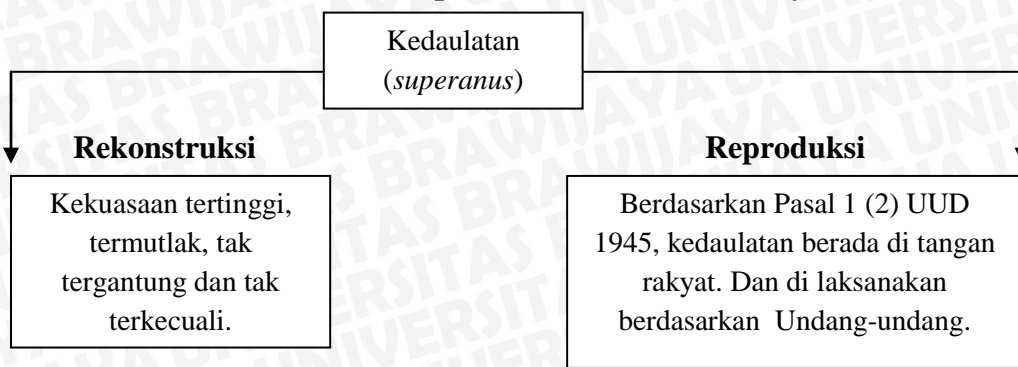 Kedaulatan
(superanus)
Rekonstruksi
Kekuasaan tertinggi,
termutlak, tak
tergantung dan tak
terkecuali.
Reproduksi
Berdasarkan Pasal 1 (2) UUD
1945, kedaulatan berada di tangan
rakyat. Dan di laksanakan
berdasarkan Undang-undang.